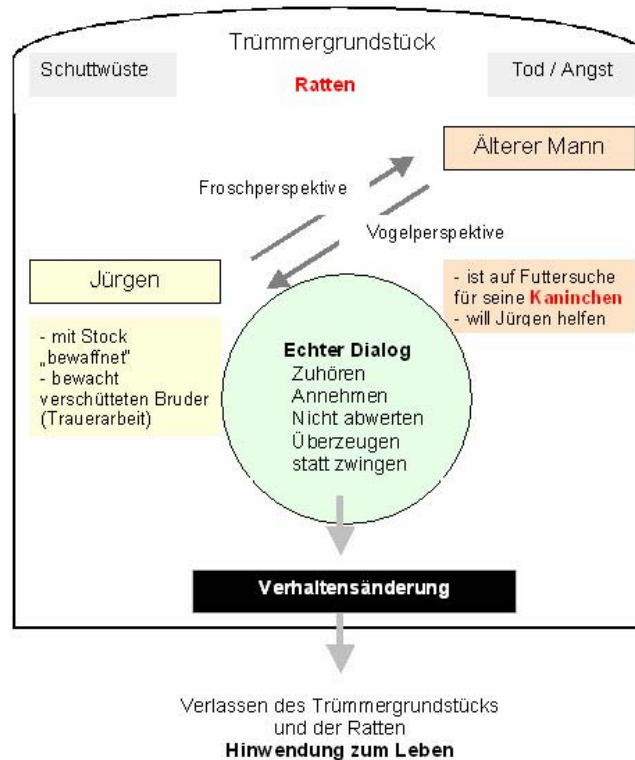 Trümmergrundstück
Schuttwüste
Ratten
Tod / Angst
Älterer Mann
Froschperspektive
Vogelperspektive
Jürgen
- ist auf Futtersuche
für seine Kaninchen
- will Jürgen helfen
- mit Stock
„bewaffnet"
- bewacht
verschütteten Bruder
(Trauerarbeit)
Echter Dialog
Zuhören
Annehmen
Nicht abwerten
Überzeugen
statt zwingen
Verhaltensänderung
Verlassen des Trümmergrundstücks
und der Ratten
Hinwendung zum Leben